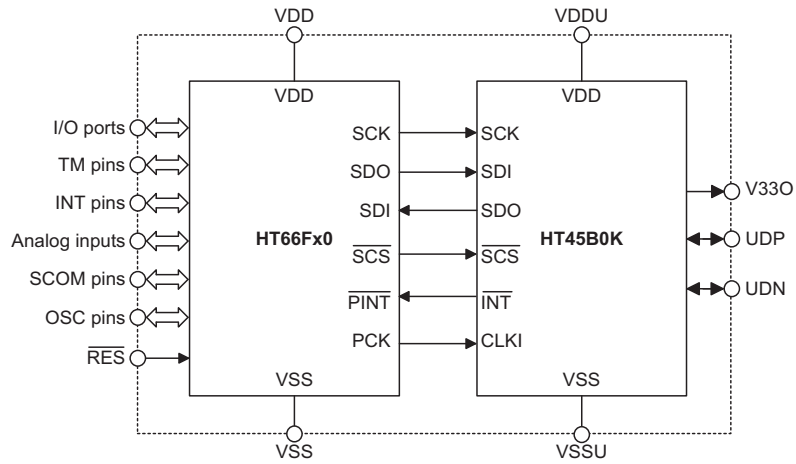 VDD
VDDU
VDD
VDD
I/O ports
TM pins
INT pins
Analog inputs
SCOM pins
OSC pins
RES
SCK
SDO
SDI
SCS
PINT
PCK
HT66Fx0
SCK
SDI
SDO
SCS
INT
CLKI
HT45B0K
V33O
UDP
UDN
VSS
VSS
VSS
VSSU